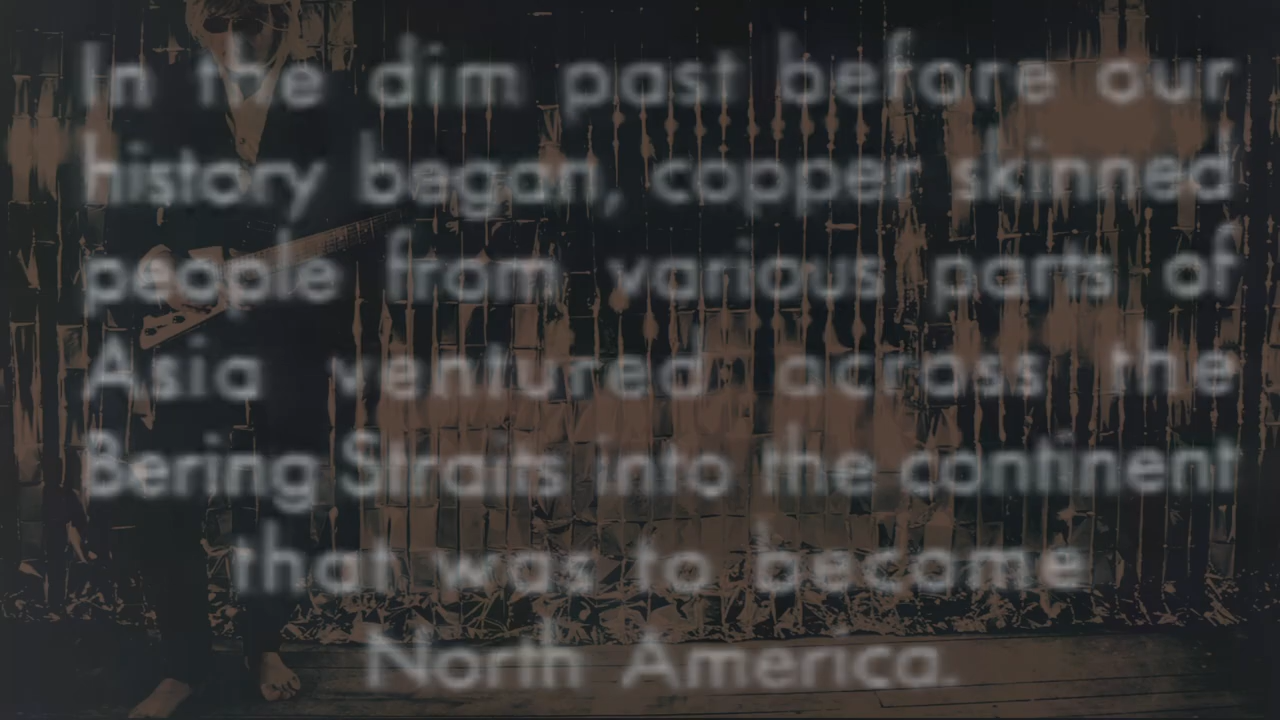 In the dim past before our
history began, copper skinned
people from various parts of
Asia ventured across the
Bering Straits into the continent
that was to become
North America.